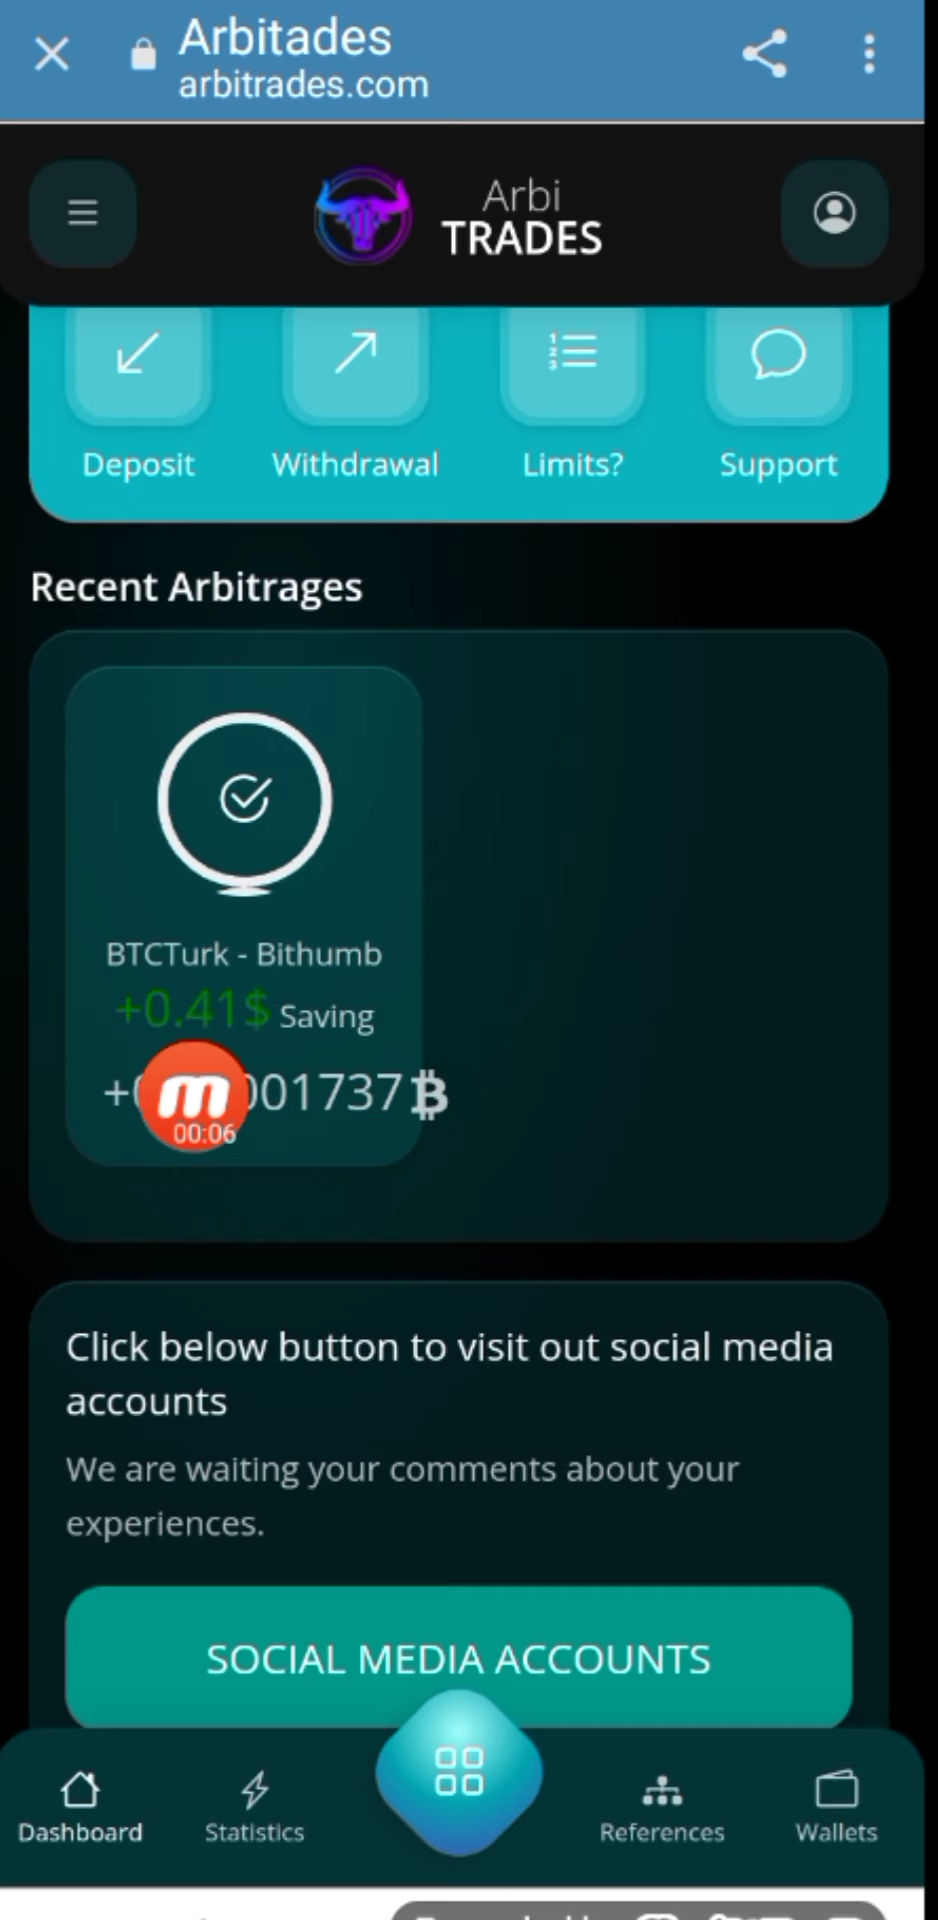 Arbitades
arbitrades.com
Arbi
TRADES
Deposit
Withdrawal
Limits?
Support
Recent Arbitrages
BTCTurk - Bithumb
+0.41$ Saving
m
00:06
Click below button to visit out social media
accounts
We are waiting your comments about your
experiences.
SOCIAL MEDIA ACCOUNTS
Dashboard
Statistics
References
Wallets